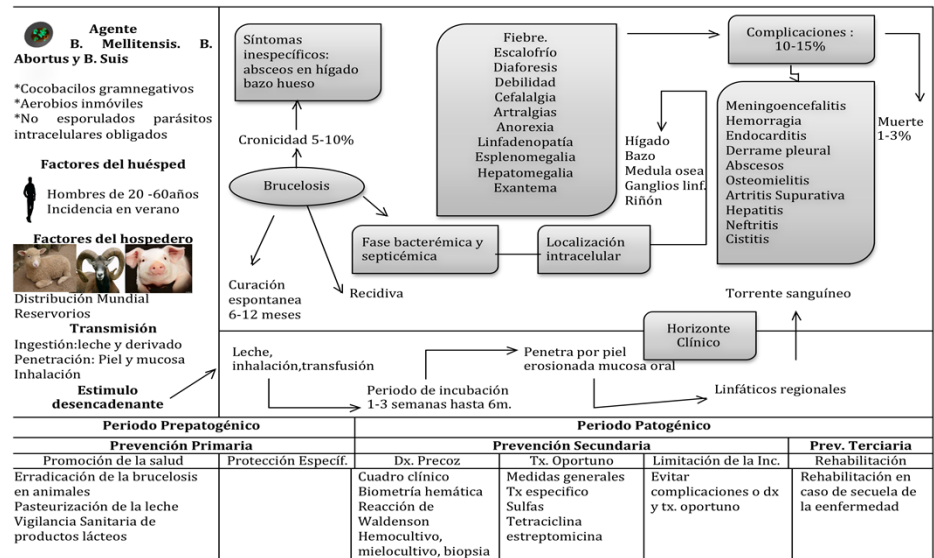 Agente
B. Mellitensis. B.
Abortus y B. Suis
*Cocobacilos gramnegativos
*Aerobios inmóviles
*No esporulados parásitos
intracelulares obligados
Factores del huésped
Hombres de 20 -60años
Incidencia en verano
Factores del hospedero
Distribución Mundial
Reservorios
Transmisión
Ingestión:leche y derivado
Penetración: Piel y mucosa
Inhalación
Estimulo
desencadenante
Síntomas
inespecíficos:
absceos en hígado
bazo hueso
Cronicidad 5-10%
Brucelosis
Curación
espontanea
6-12 meses
Recidiva
Fase bacterémica y
septicémica
Localización
intracelular
Fiebre.
Escalofrío
Diaforesis
Debilidad
Cefalalgia
Artralgias
Anorexia
Linfadenopatía
Esplenomegalia
Hepatomegalia
Exantema
Hígado
Bazo
Medula osea
Ganglios linf.
Riñón
Complicaciones :
10-15%
Meningoencefalitis
Hemorragia
Endocarditis
Derrame pleural
Abscesos
Osteomielitis
Artritis Supurativa
Hepatitis
Neftritis
Cistitis
Muerte
1-3%
Leche,
inhalación,transfusión
Periodo de incubación
1-3 semanas hasta 6m.
Penetra por piel
erosionada mucosa oral
Horizonte
Clínico
Linfáticos regionales
Torrente sanguíneo
Periodo Prepatogénico
Periodo Patogénico
Prevención Primaria
Prevención Secundaria
Prev. Terciaria
Promoción de la salud
Protección Específ.
Dx. Precoz
Tx. Oportuno
Limitación de la Inc.
Rehabilitación
Erradicación de la brucelosis
en animales
Pasteurización de la leche
Vigilancia Sanitaria de
productos lácteos
Cuadro clínico
Biometría hemática
Reacción de
Waldenson
Hemocultivo,
mielocultivo, biopsia
Medidas generales
Tx especifico
Sulfas
Tetraciclina
estreptomicina
Evitar
complicaciones o dx
y tx. oportuno
Rehabilitación en
caso de secuela de
la eenfermedad